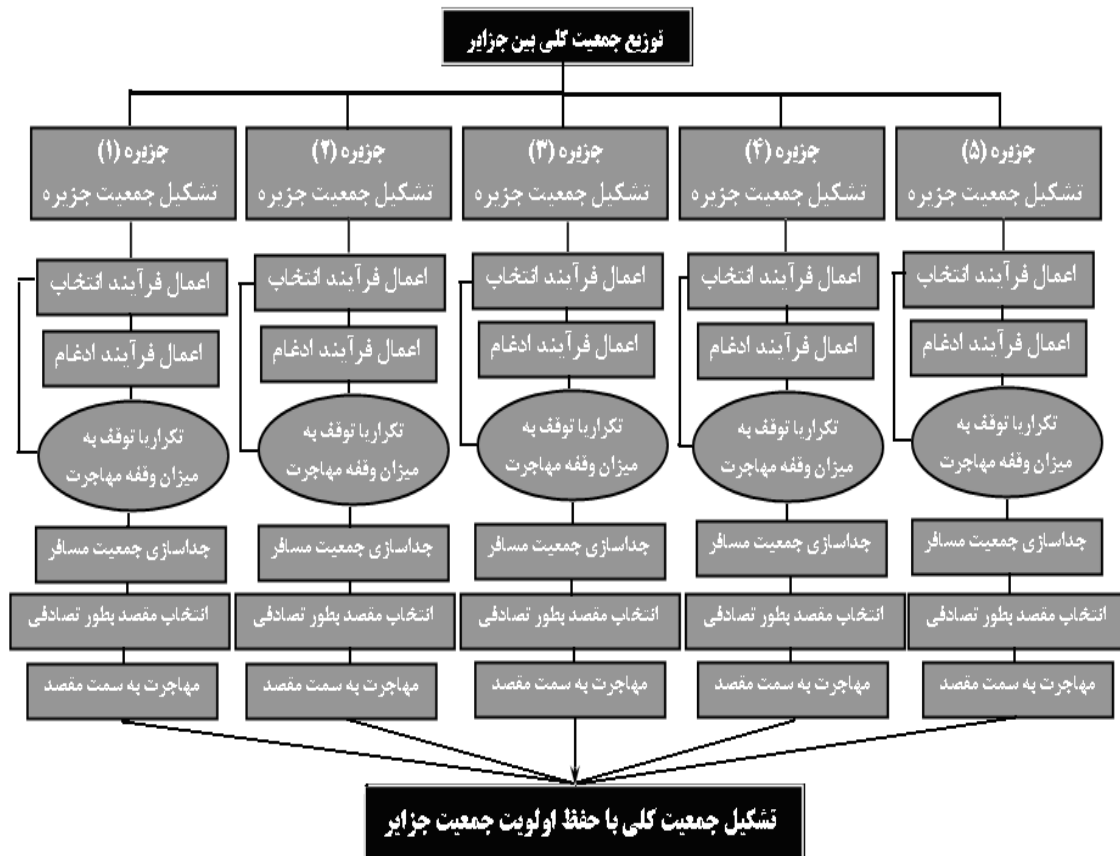 توزیع جمعیت کلی بین جزایر
جزیره (۱)
تشکیل جمعیت جزیره
جزیره (۲)
تشکیل جمعیت جزیره
جزیره (۳)
تشکیل جمعیت جزیره
جزیره (۴)
تشکیل جمعیت جزیره
جزیره (۵)
تشکیل جمعیت جزیره
اعمال فرآیند انتخاب
اعمال فرآیند انتخاب
اعمال فرآیند انتخاب
اعمال فرآیند انتخاب
اعمال فرآیند انتخاب
اعمال فرآیند ادغام
اعمال فرآیند ادغام
اعمال فرآیند ادغام
اعمال فرآیند ادغام
اعمال فرآیند ادغام
تکرار یا توقف به
میزان وقفه مهاجرت
تکرار یا توقف به
میزان وقفه مهاجرت
تکرار یا توقف به
میزان وقفه مهاجرت
تکرار یا توقف به
میزان وقفه مهاجرت
تکرار یا توقف به
میزان وقفه مهاجرت
جداسازی جمعیت مسافر
جداسازی جمعیت مسافر
جداسازی جمعیت مسافر
جداسازی جمعیت مسافر
جداسازی جمعیت مسافر
انتخاب مقصد بطور تصادفی
انتخاب مقصد بطور تصادفی
انتخاب مقصد بطور تصادفی
انتخاب مقصد بطور تصادفی
انتخاب مقصد بطور تصادفی
مهاجرت به سمت مقصد
مهاجرت به سمت مقصد
مهاجرت به سمت مقصد
مهاجرت به سمت مقصد
مهاجرت به سمت مقصد
تشکیل جمعیت کلی با حفظ اولویت جمعیت جزایر